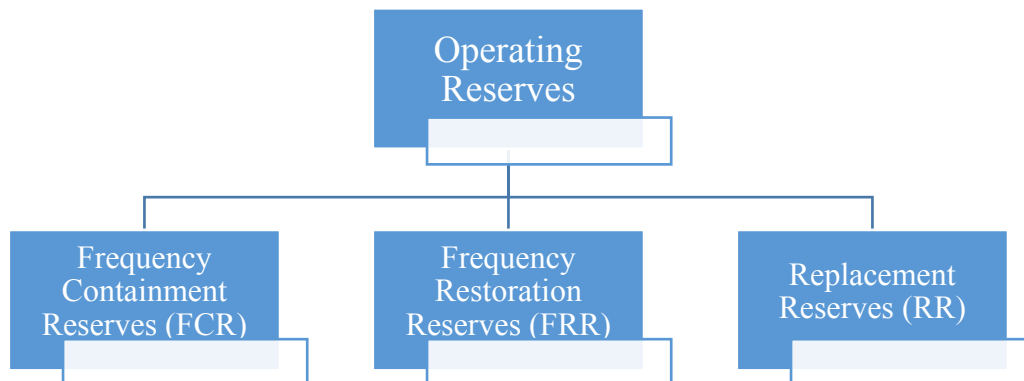 Operating
Reserves
Frequency
Containment
Reserves (FCR)
Frequency
Restoration
Reserves (FRR)
Replacement
Reserves (RR)